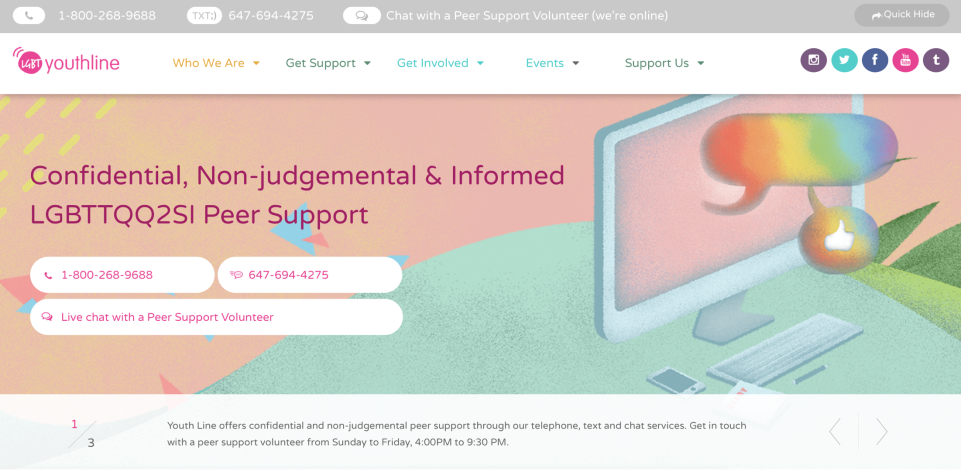 1-800-268-9688
TXT:)
647-694-4275
Chat with a Peer Support Volunteer (we're online)
Quick Hide
LGBT youthline
Who We Are
Get Support
Get Involved
Events
Support Us
Confidential, Non-judgemental & Informed
LGBTTQQ2SI Peer Support
1-800-268-9688
647-694-4275
Live chat with a Peer Support Volunteer
1
3
Youth Line offers confidential and non-judgemental peer support through our telephone, text and chat services. Get in touch
with a peer support volunteer from Sunday to Friday, 4:00PM to 9:30 PM.